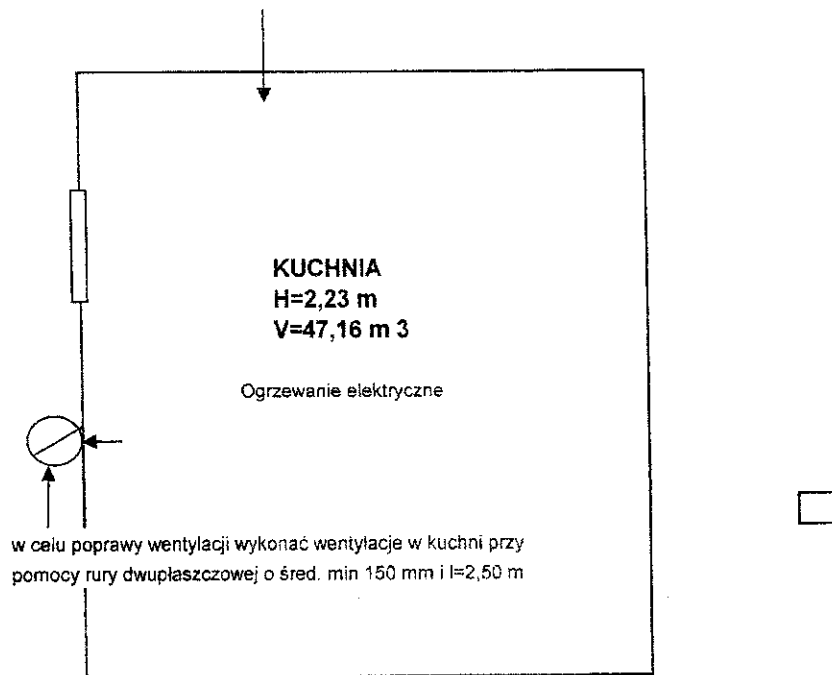 KUCHNIA
H=2,23 m
V=47,16 m 3
Ogrzewanie elektryczne
w celu poprawy wentylacji wykonać wentylacje w kuchni przy
pomocy rury dwupłaszczowej o śred. min 150 mm i l=2,50 m